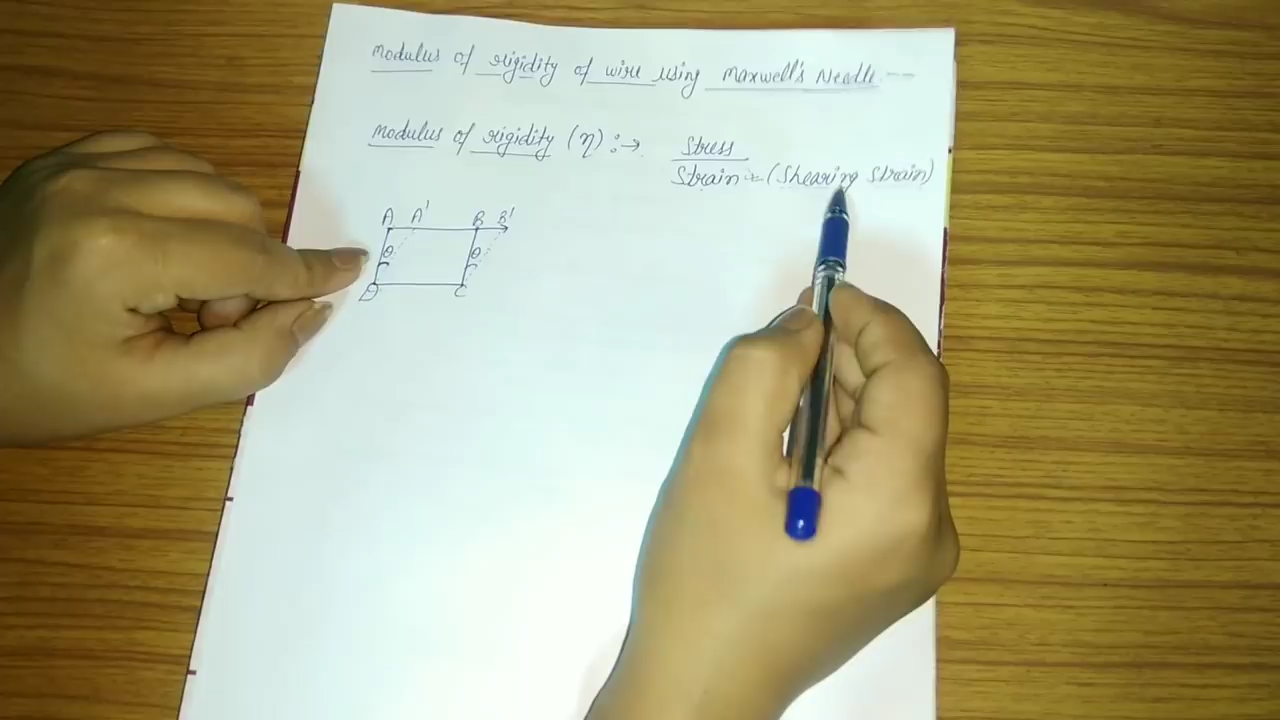 Modulus of rigidity of wire using Maxwell's Needle--
Modulus of rigidity (η) :→ Stress
Strain = (Shearing Strain)
A A' B B'
θ θ
D C